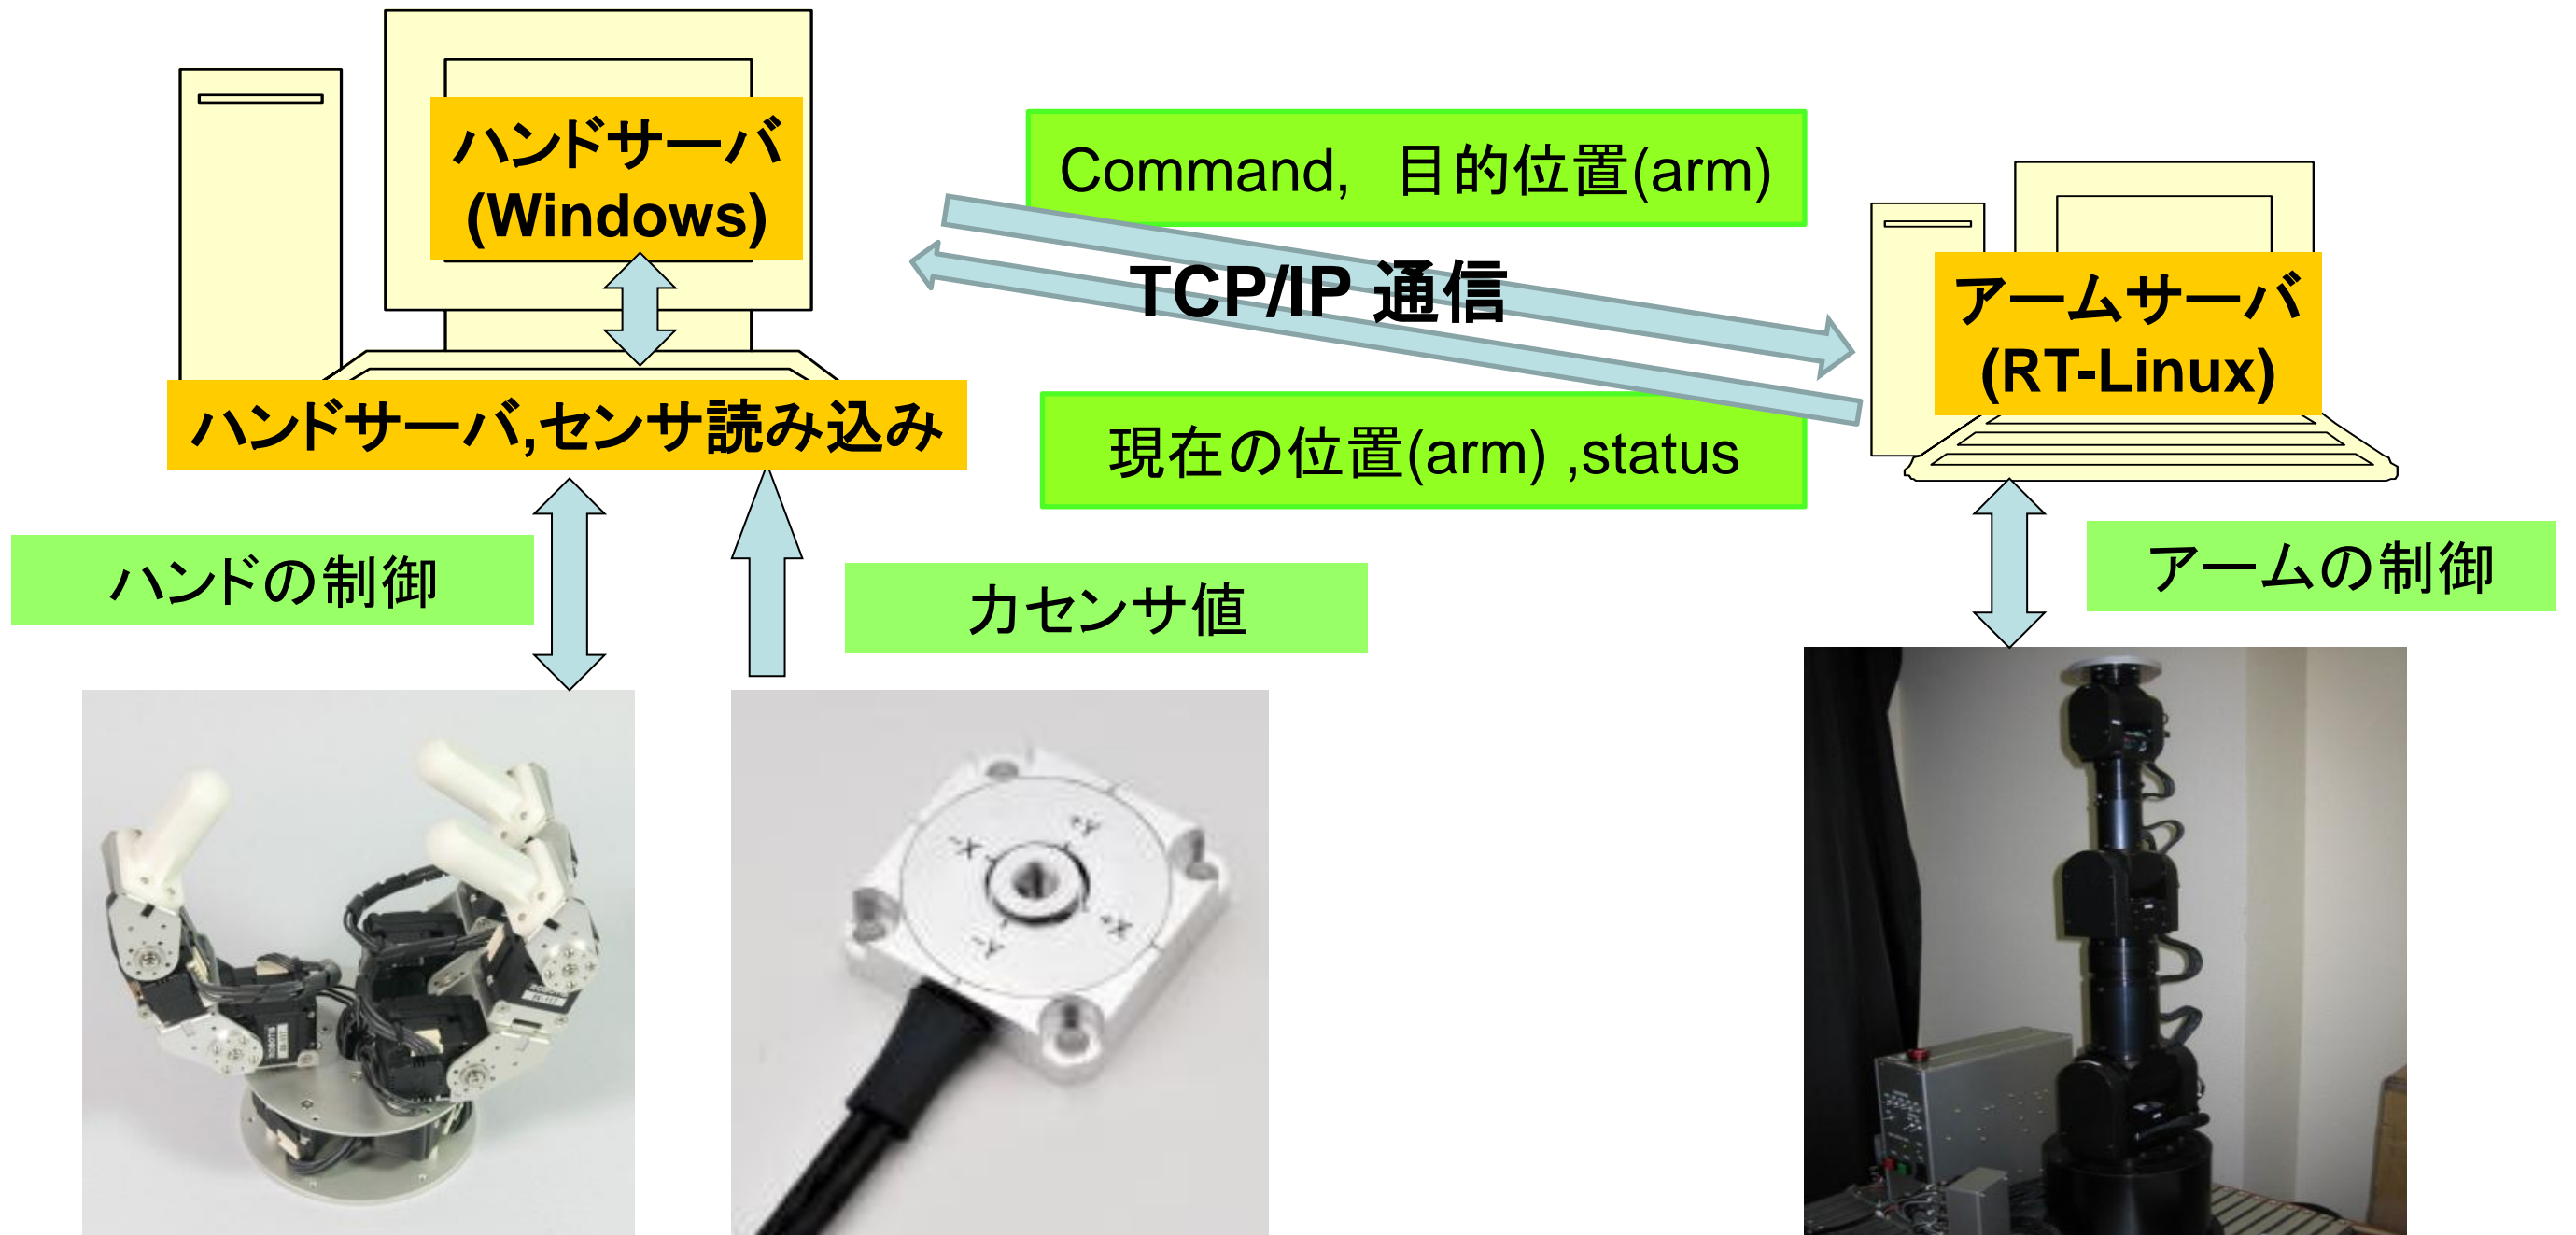 ハンドサーバ
(Windows)
Command, 目的位置(arm)
TCP/IP 通信
アームサーバ
(RT-Linux)
ハンドサーバ,センサ読み込み
現在の位置(arm) ,status
ハンドの制御
力センサ値
アームの制御
+Y
-X
+X
-Y
ROBOTIS